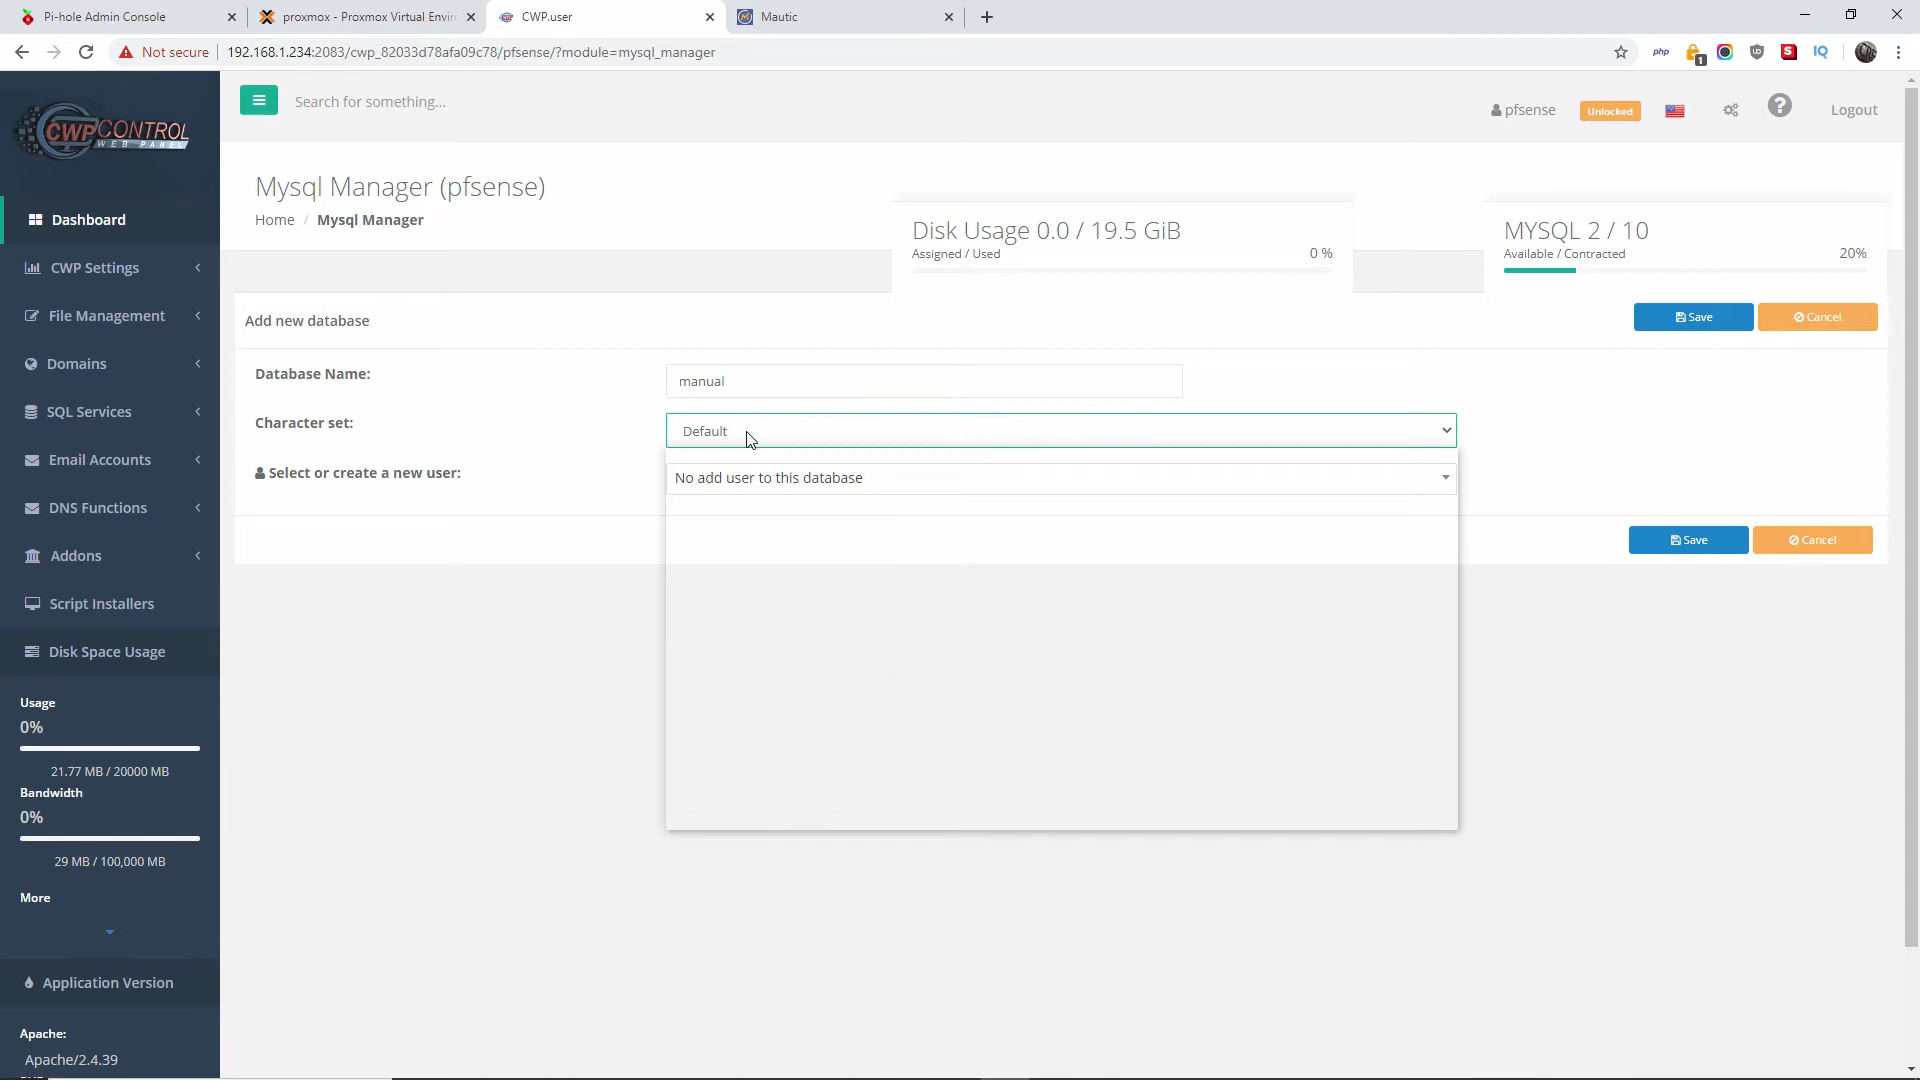 Pi-hole Admin Console
proxmox - Proxmox Virtual Envir
CWP.user
Mautic
Not secure
192.168.1.234:2083/cwp_82033d78afa09c78/pfsense/?module=mysql_manager
php
1
S
IQ
CWPCONTROL
WEB PANEL
Search for something...
pfsense
Unlocked
Logout
Mysql Manager (pfsense)
Home / Mysql Manager
Disk Usage 0.0 / 19.5 GiB
Assigned / Used
0 %
MYSQL 2 / 10
Available / Contracted
20%
Dashboard
CWP Settings
File Management
Domains
SQL Services
Email Accounts
DNS Functions
Addons
Script Installers
Disk Space Usage
Usage
0%
21.77 MB / 20000 MB
Bandwidth
0%
29 MB / 100,000 MB
More
Application Version
Apache:
Apache/2.4.39
Add new database
Save
Cancel
Database Name:
manual
Character set:
Default
Select or create a new user:
No add user to this database
Save
Cancel